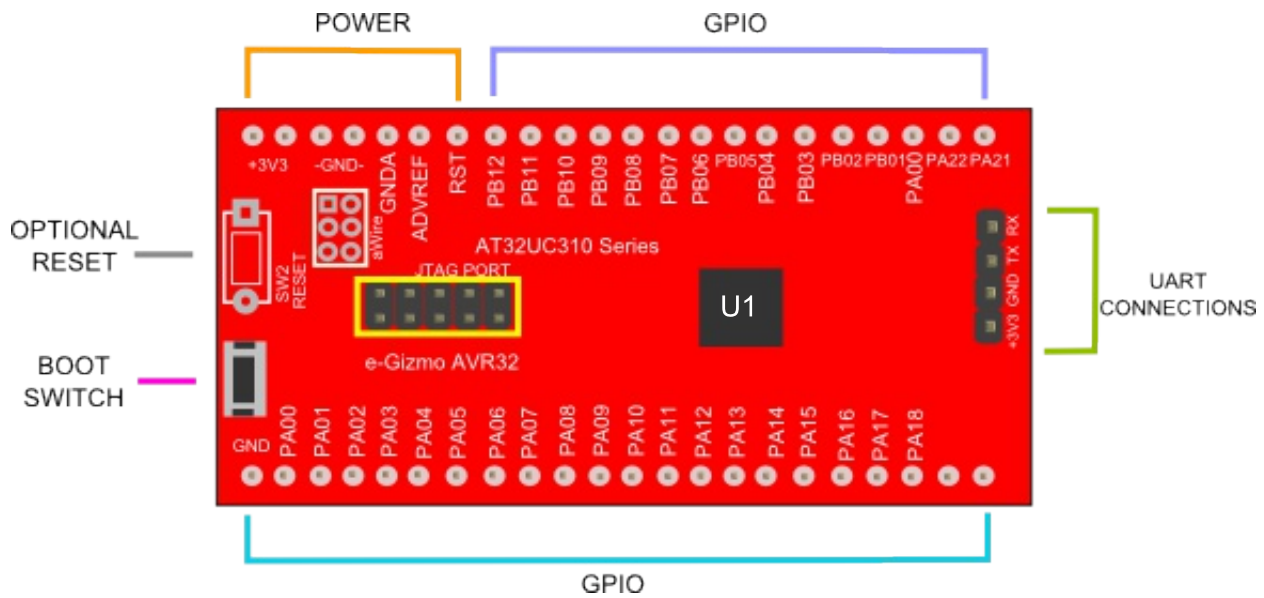 POWER
GPIO
+3V3
-GND-
GNDA
ADVREF
RST
PB12
PB11
PB10
PB09
PB08
PB07
PB06
PB05
PB04
PB03
PB02
PB01
PA00
PA22
PA21
OPTIONAL
RESET
SW2
RESET
aWire
AT32UC310 Series
JTAG PORT
U1
RX
TX
GND
+3V3
UART
CONNECTIONS
BOOT
SWITCH
e-Gizmo AVR32
GND
PA00
PA01
PA02
PA03
PA04
PA05
PA06
PA07
PA08
PA09
PA10
PA11
PA12
PA13
PA14
PA15
PA16
PA17
PA18
GPIO